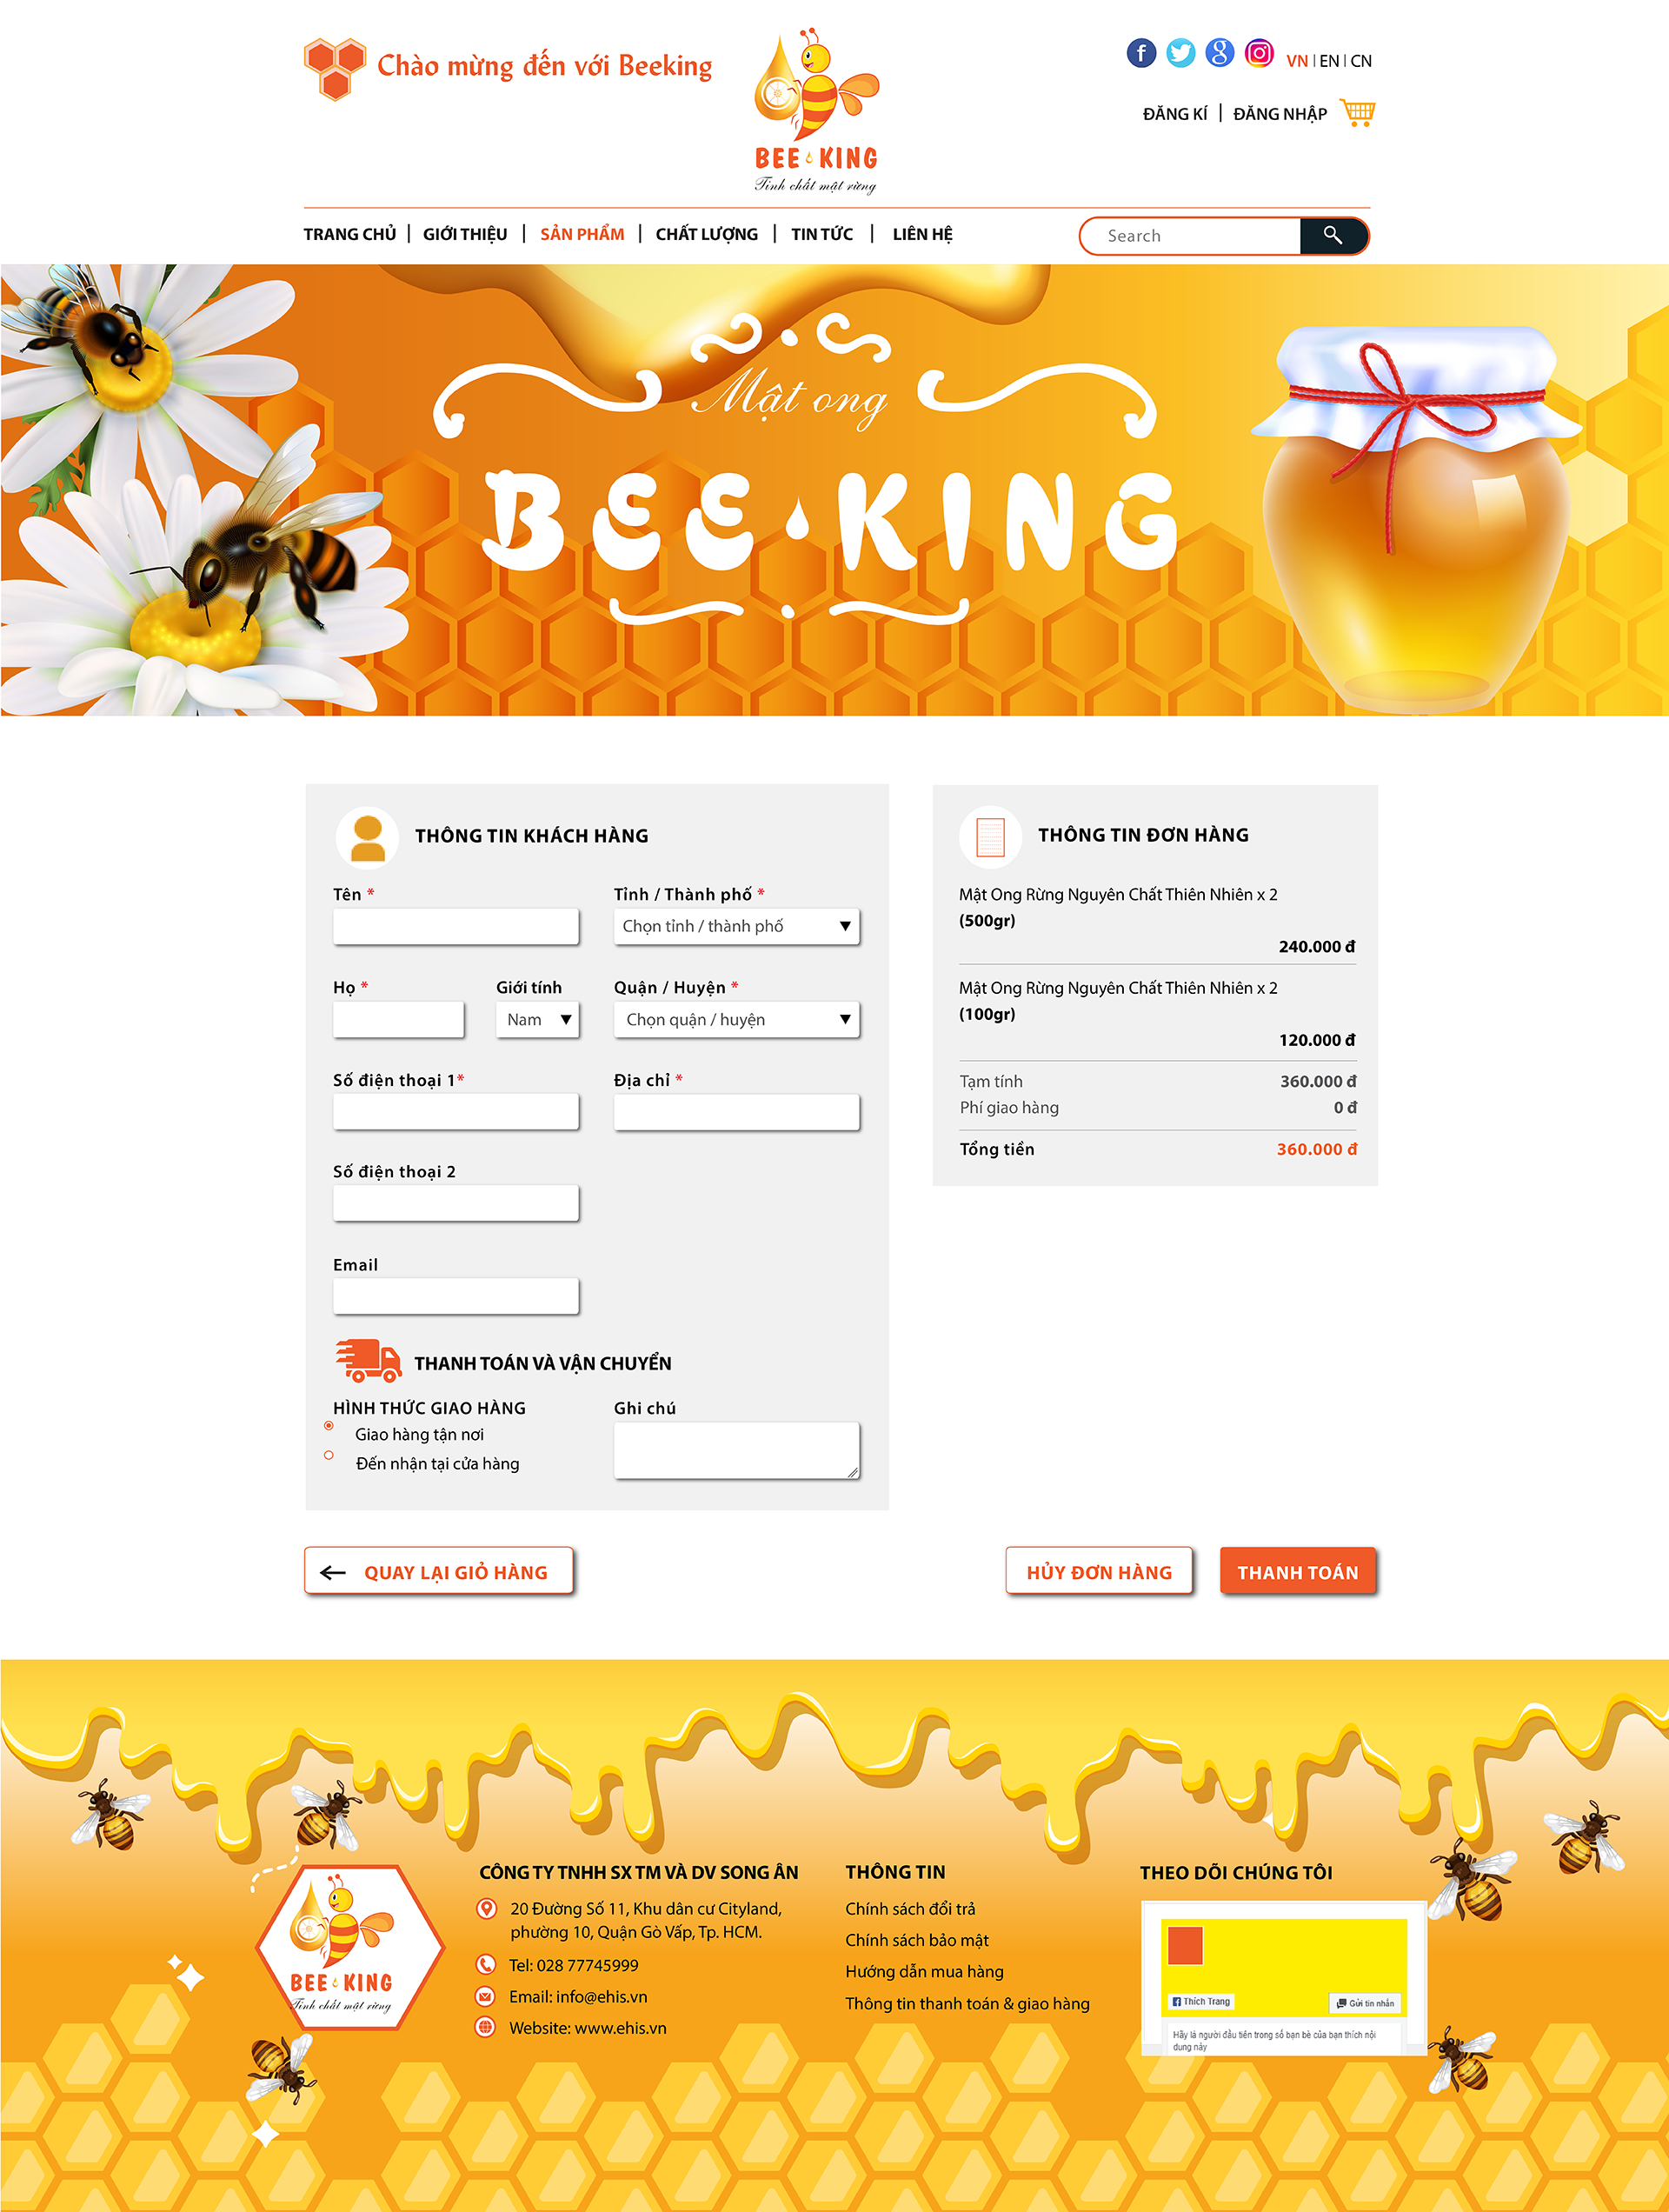 Chào mừng đến với Beeking
BEE KING
Tinh chất mật rừng
VN | EN | CN
ĐĂNG KÍ | ĐĂNG NHẬP
TRANG CHỦ | GIỚI THIỆU | SẢN PHẨM | CHẤT LƯỢNG | TIN TỨC | LIÊN HỆ
Search
Mật ong
BEE KING
THÔNG TIN KHÁCH HÀNG
Tên *
Tỉnh / Thành phố *
Chọn tỉnh / thành phố
Họ *
Giới tính
Quận / Huyện *
Nam
Chọn quận / huyện
Số điện thoại 1*
Địa chỉ *
Số điện thoại 2
Email
THANH TOÁN VÀ VẬN CHUYỂN
HÌNH THỨC GIAO HÀNG
Ghi chú
Giao hàng tận nơi
Đến nhận tại cửa hàng
THÔNG TIN ĐƠN HÀNG
Mật Ong Rừng Nguyên Chất Thiên Nhiên x 2
(500gr)
240.000 đ
Mật Ong Rừng Nguyên Chất Thiên Nhiên x 2
(100gr)
120.000 đ
Tạm tính 360.000 đ
Phí giao hàng 0 đ
Tổng tiền 360.000 đ
QUAY LẠI GIỎ HÀNG
HỦY ĐƠN HÀNG
THANH TOÁN
BEE KING
Tinh chất mật rừng
CÔNG TY TNHH SX TM VÀ DV SONG ÂN
20 Đường Số 11, Khu dân cư Cityland,
phường 10, Quận Gò Vấp, Tp. HCM.
Tel: 028 77745999
Email: info@ehis.vn
Website: www.ehis.vn
THÔNG TIN
Chính sách đổi trả
Chính sách bảo mật
Hướng dẫn mua hàng
Thông tin thanh toán & giao hàng
THEO DÕI CHÚNG TÔI
Thích Trang
Gửi tin nhắn
Hãy là người đầu tiên trong số bạn bè của bạn thích nội
dung này